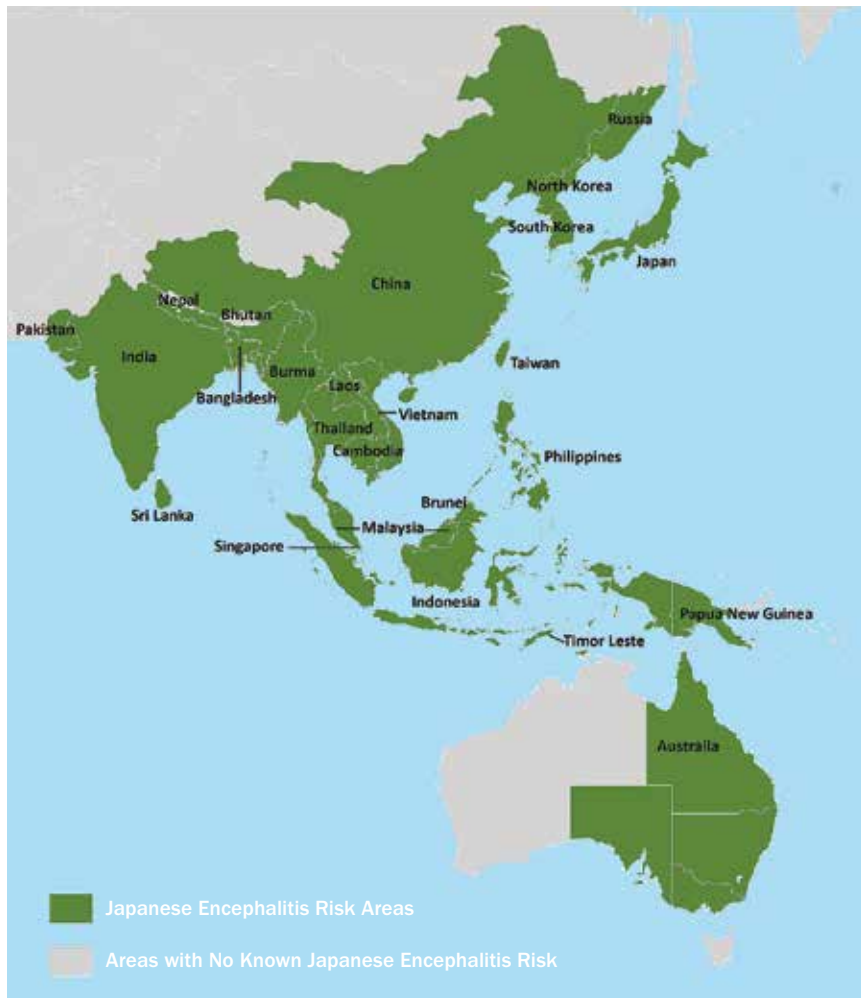 Russia
North Korea
South Korea
Japan
China
Nepal
Bhutan
Pakistan
India
Burma
Taiwan
Laos
Bangladesh
Vietnam
Thailand
Cambodia
Philippines
Brunei
Sri Lanka
Malaysia
Singapore
Indonesia
Papua New Guinea
Timor Leste
Australia
Japanese Encephalitis Risk Areas
Areas with No Known Japanese Encephalitis Risk